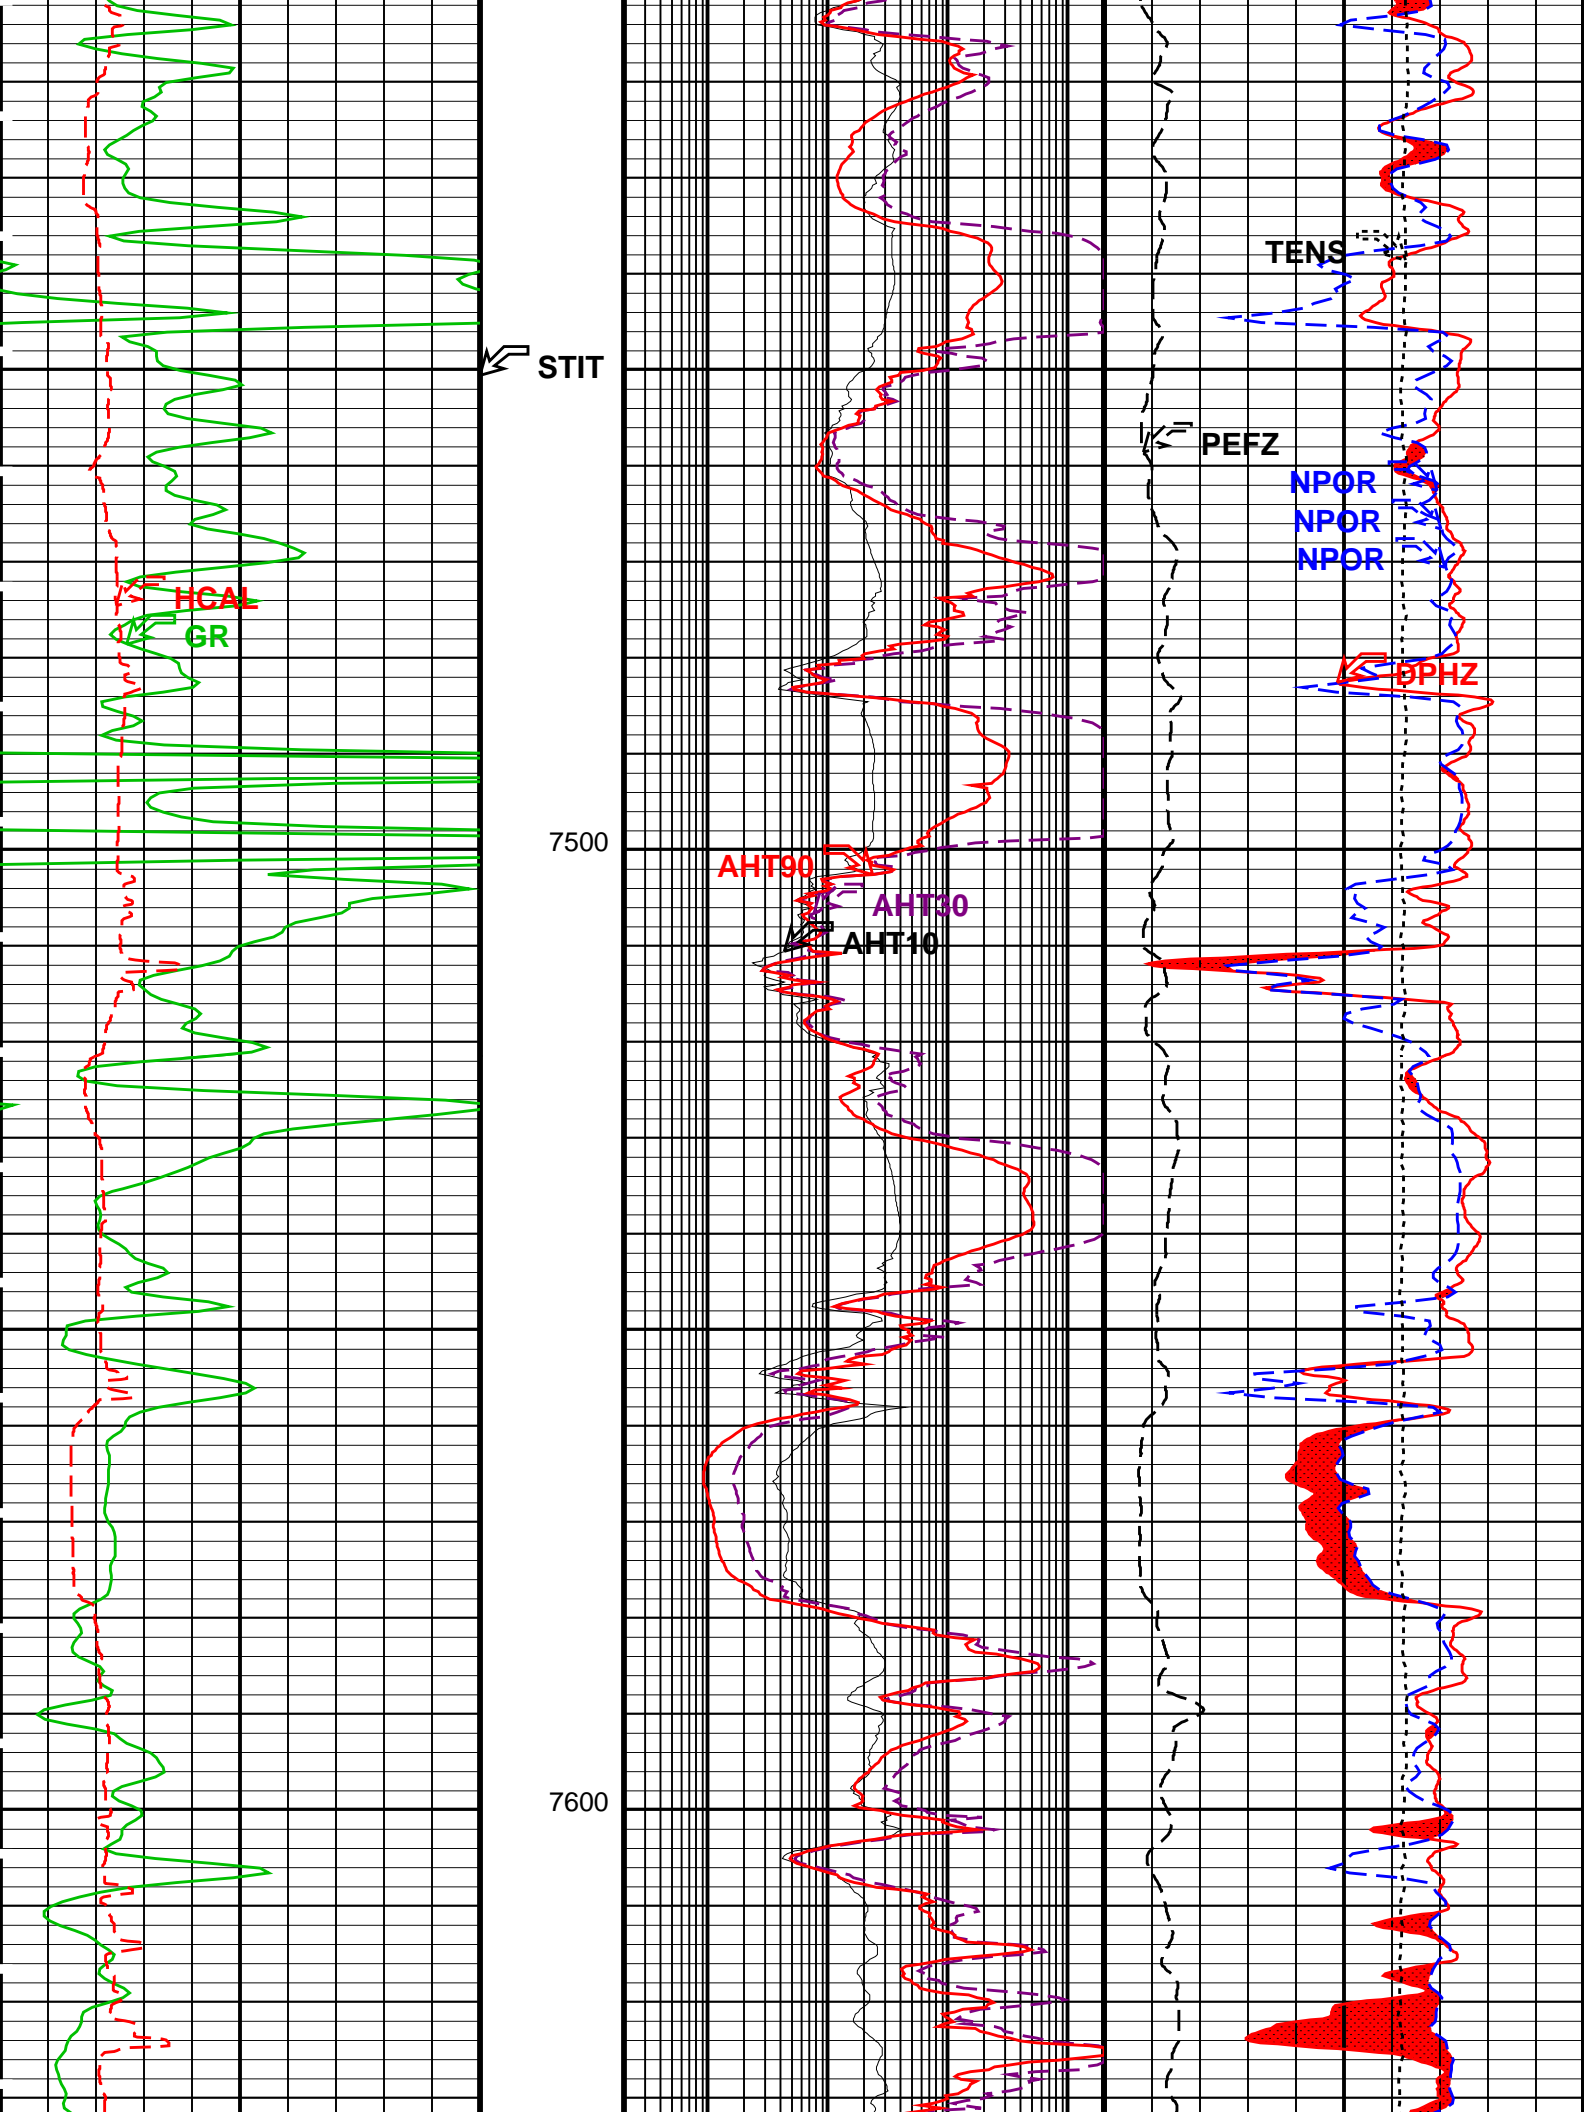 TENS
STIT
PEFZ
NPOR
NPOR
NPOR
HCAL
GR
DPHZ
7500
AHT90
AHT30
AHT10
7600